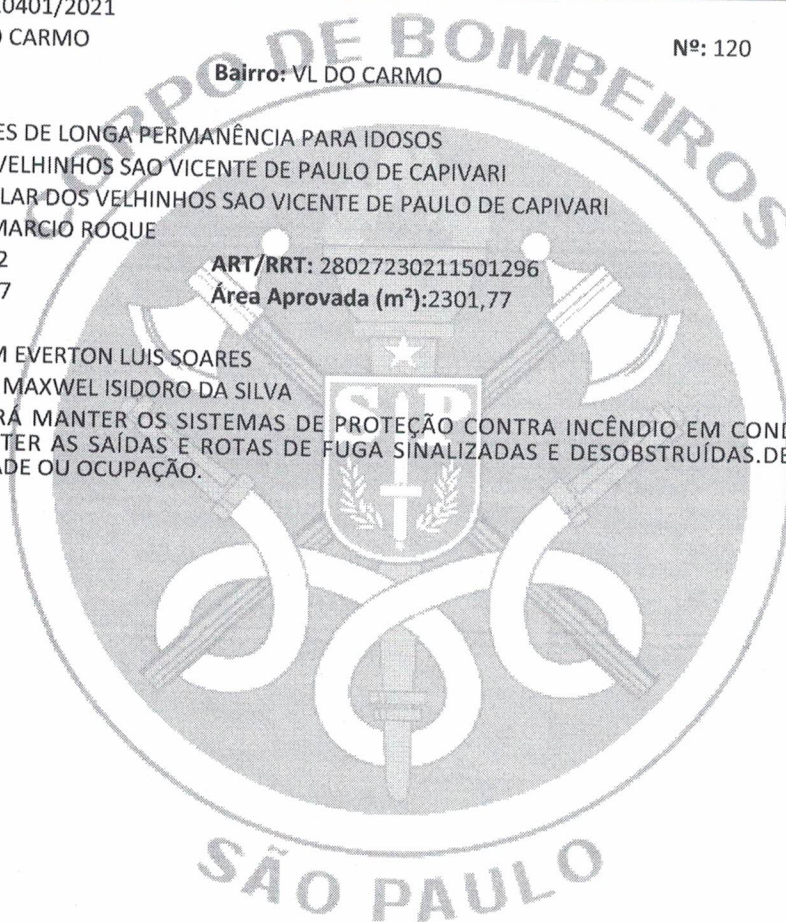 0401/2021
O CARMO
Nº: 120
Bairro: VL DO CARMO
ES DE LONGA PERMANÊNCIA PARA IDOSOS
VELHINHOS SAO VICENTE DE PAULO DE CAPIVARI
LAR DOS VELHINHOS SAO VICENTE DE PAULO DE CAPIVARI
MARCIO ROQUE
2
ART/RRT: 28027230211501296
7
Área Aprovada (m²):2301,77
M EVERTON LUIS SOARES
MAXWEL ISIDORO DA SILVA
RÁ MANTER OS SISTEMAS DE PROTEÇÃO CONTRA INCÊNDIO EM COND
TER AS SAÍDAS E ROTAS DE FUGA SINALIZADAS E DESOBSTRUÍDAS.DE
ADE OU OCUPAÇÃO.
CORPO DE BOMBEIROS
SP
SÃO PAULO